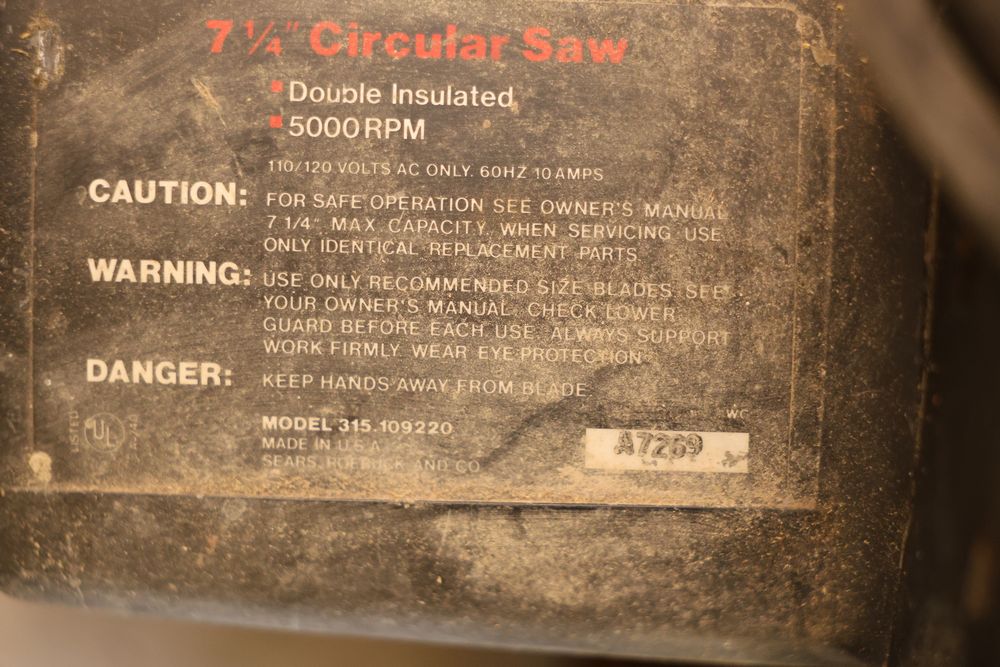 7 1/4" Circular Saw
Double Insulated
5000 RPM
110/120 VOLTS AC ONLY. 60HZ 10 AMPS
CAUTION: FOR SAFE OPERATION SEE OWNER'S MANUAL
7 1/4" MAX CAPACITY. WHEN SERVICING USE
ONLY IDENTICAL REPLACEMENT PARTS
WARNING: USE ONLY RECOMMENDED SIZE BLADES. SEE
YOUR OWNER'S MANUAL. CHECK LOWER
GUARD BEFORE EACH USE. ALWAYS SUPPORT
WORK FIRMLY. WEAR EYE PROTECTION
DANGER: KEEP HANDS AWAY FROM BLADE
LISTED UL
MODEL 315.109220
MADE IN U.S.A.
SEARS, ROEBUCK AND CO
WC
A7269